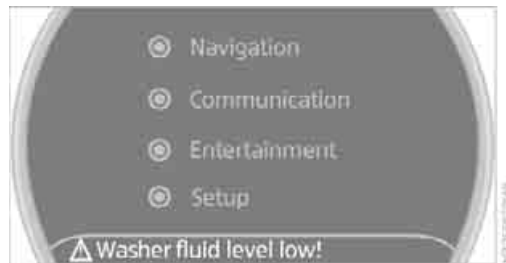 Navigation
Communication
Entertainment
Setup
Washer fluid level low!